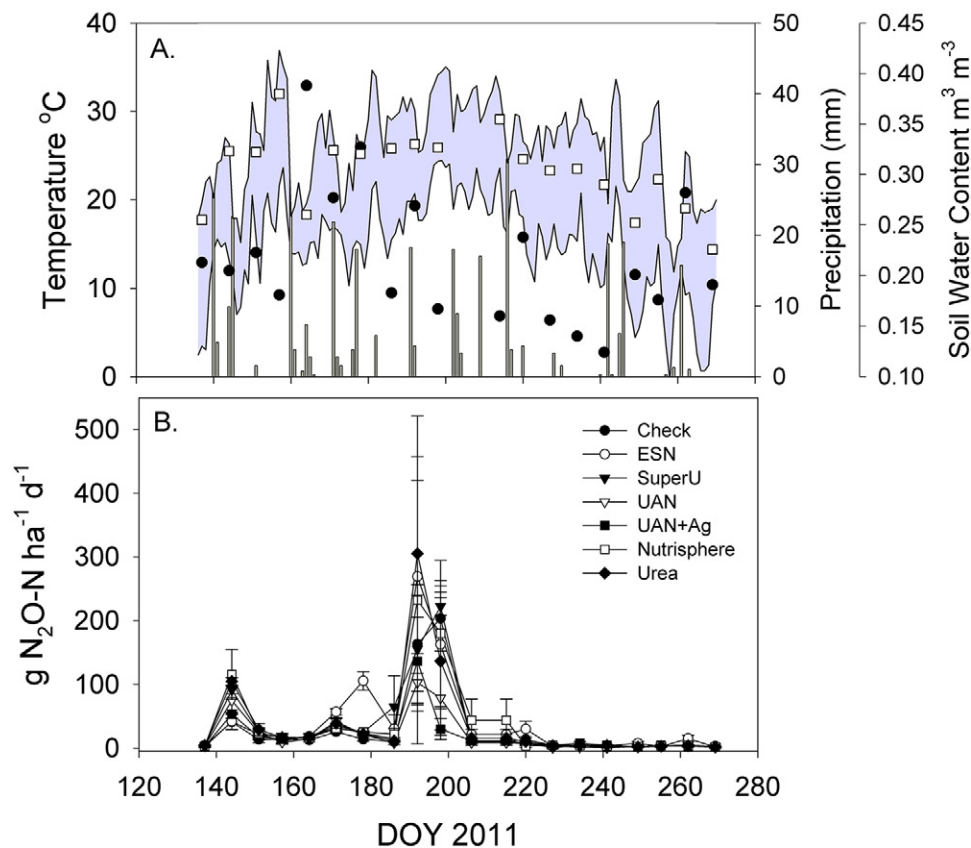 A.
Temperature °C
40
30
20
10
0
50
40
30
20
10
0
Precipitation (mm)
0.45
0.40
0.35
0.30
0.25
0.20
0.15
0.10
Soil Water Content m³ m⁻³
B.
g N₂O-N ha⁻¹ d⁻¹
500
400
300
200
100
0
Check
ESN
SuperU
UAN
UAN+Ag
Nutrisphere
Urea
120 140 160 180 200 220 240 260 280
DOY 2011